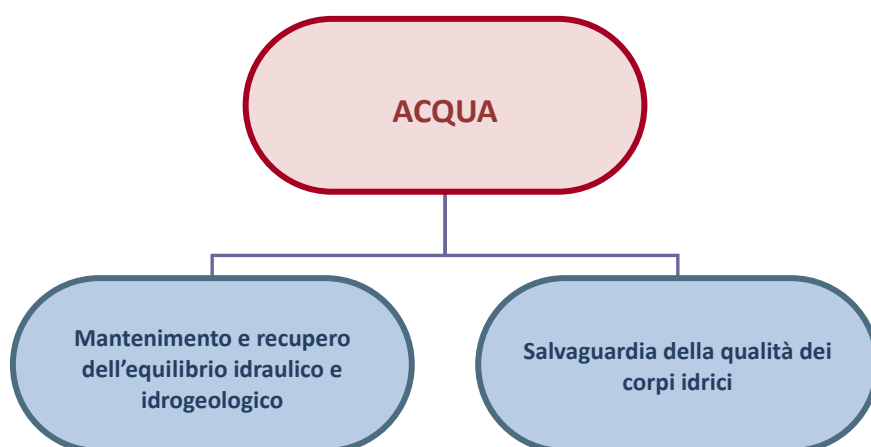 ACQUA
Mantenimento e recupero
dell’equilibrio idraulico e
idrogeologico
Salvaguardia della qualità dei
corpi idrici